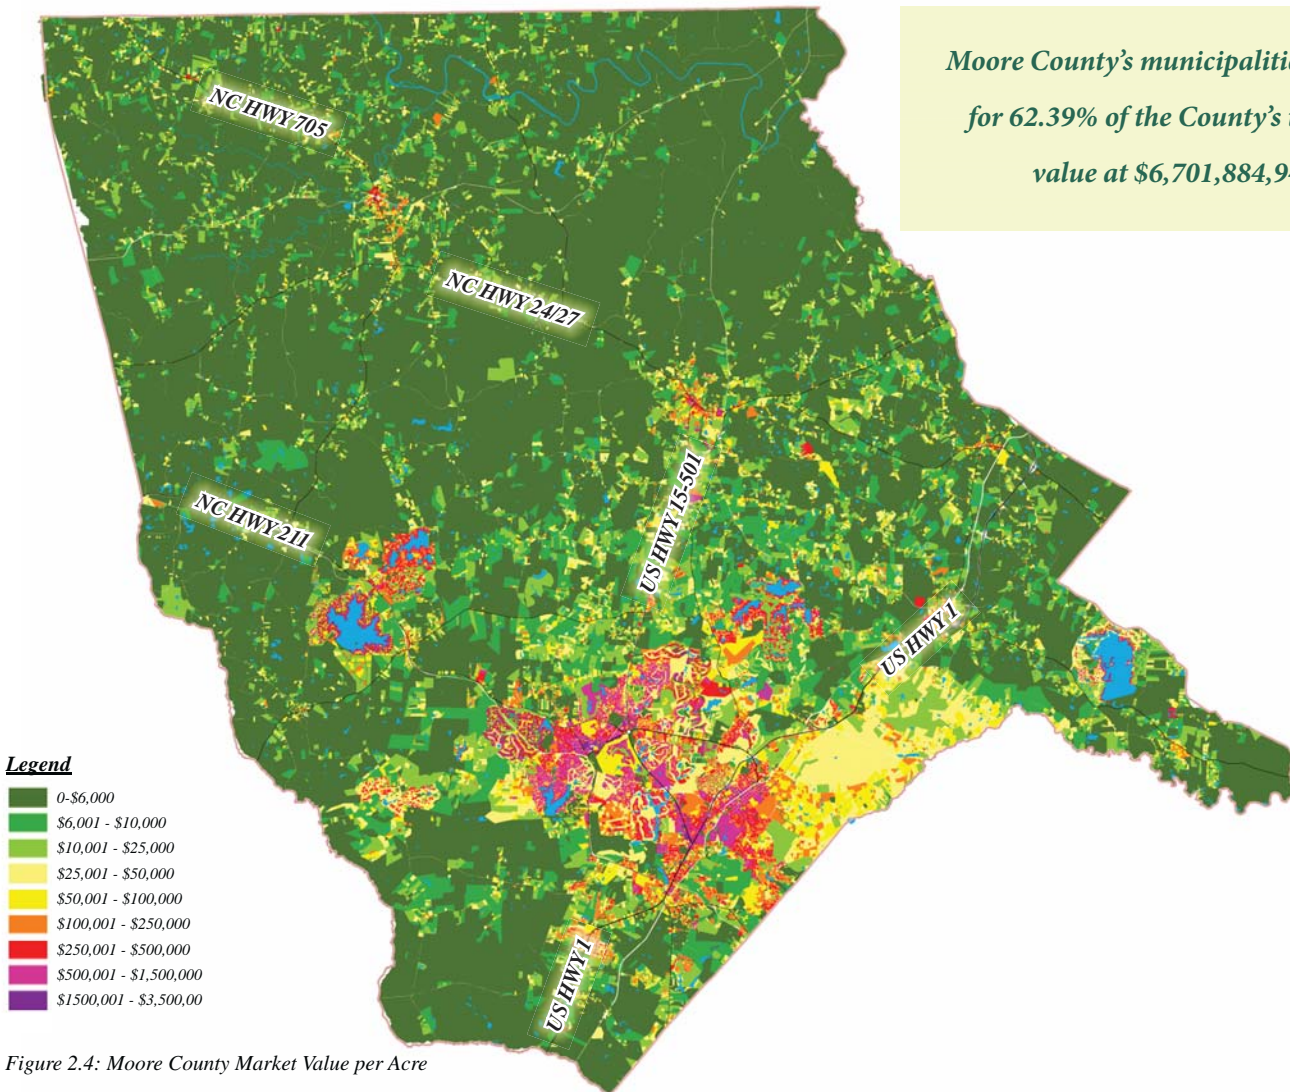 Moore County's municipalitie
for 62.39% of the County's
value at $6,701,884,9
NC HWY 705
NC HWY 24/27
US HWY 15-501
NC HWY 211
US HWY 1
US HWY 1
Legend
0-$6,000
$6,001 - $10,000
$10,001 - $25,000
$25,001 - $50,000
$50,001 - $100,000
$100,001 - $250,000
$250,001 - $500,000
$500,001 - $1,500,000
$1500,001 - $3,500,00
Figure 2.4: Moore County Market Value per Acre